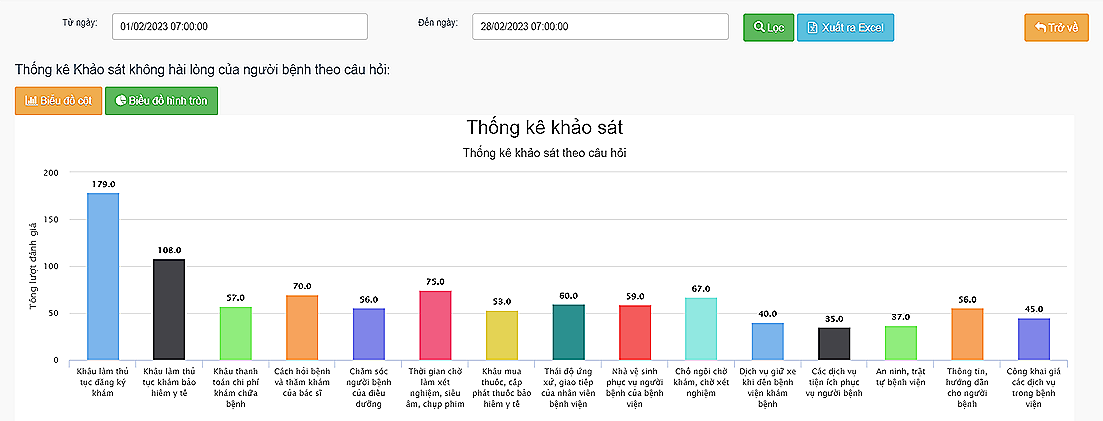 Từ ngày: 01/02/2023 07:00:00 Đến ngày: 28/02/2023 07:00:00 Lọc Xuất ra Excel Trở về
Thống kê Khảo sát không hài lòng của người bệnh theo câu hỏi:
Biểu đồ cột Biểu đồ hình tròn
Thống kê khảo sát
Thống kê khảo sát theo câu hỏi
Tổng lượt đánh giá
200
150
100
50
0
179.0
108.0
57.0
70.0
56.0
75.0
53.0
60.0
59.0
67.0
40.0
35.0
37.0
56.0
45.0
Khâu làm thủ
tục đăng ký
khám
Khâu làm thủ
tục khám bảo
hiểm y tế
Khâu thanh
toán chi phí
khám chữa
bệnh
Cách hỏi bệnh
và thăm khám
của bác sĩ
Chăm sóc
người bệnh
của điều
dưỡng
Thời gian chờ
làm xét
nghiệm, siêu
âm, chụp phim
Khâu mua
thuốc, cấp
phát thuốc bảo
hiểm y tế
Thái độ ứng
xử, giao tiếp
của nhân viên
bệnh viện
Nhà vệ sinh
phục vụ người
bệnh của bệnh
viện
Chỗ ngồi chờ
khám, chờ xét
nghiệm
Dịch vụ giữ xe
khi đến bệnh
viện khám
bệnh
Các dịch vụ
tiện ích phục
vụ người bệnh
An ninh, trật
tự bệnh viện
Thông tin,
hướng dẫn
cho người
bệnh
Công khai giá
các dịch vụ
trong bệnh
viện